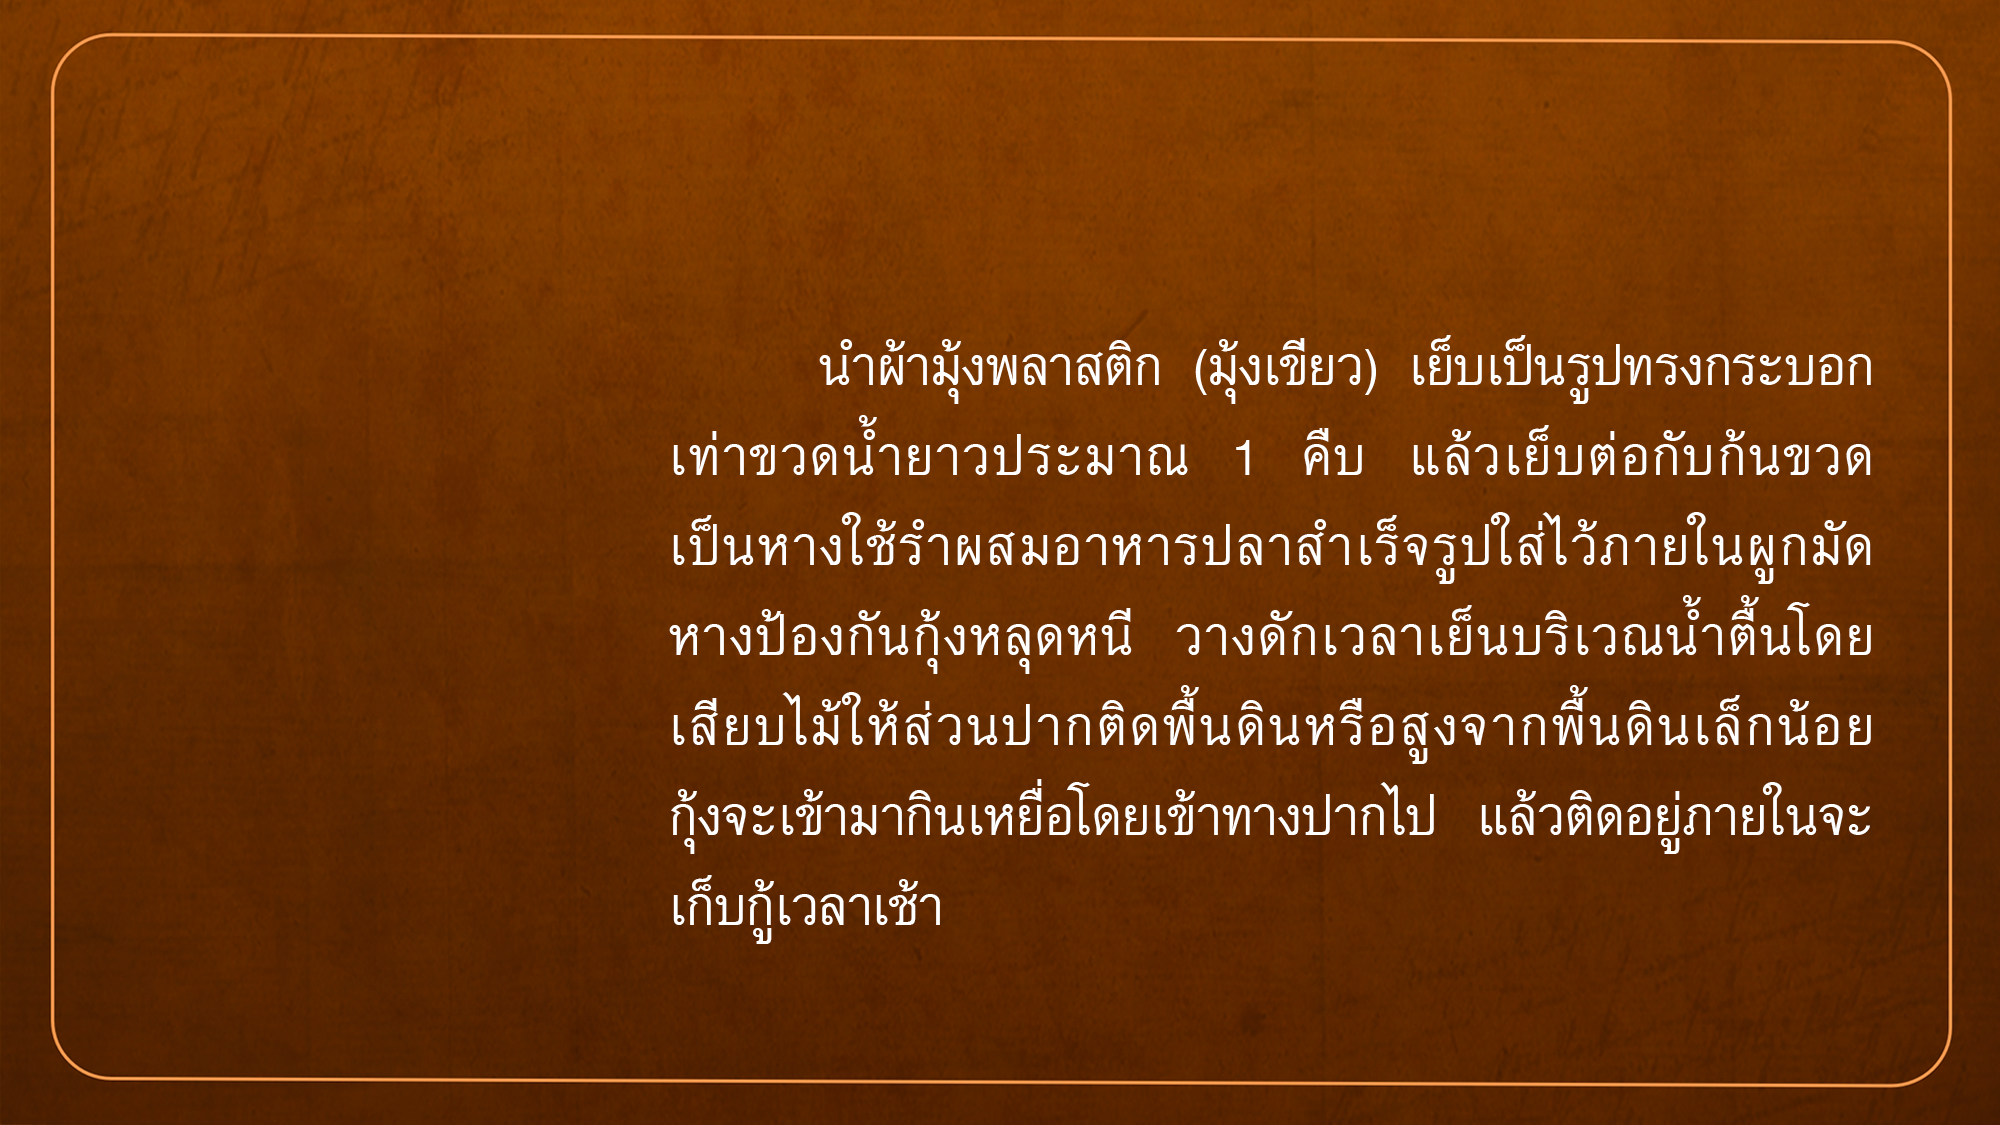 นำผ้ามุ้งพลาสติก (มุ้งเขียว) เย็บเป็นรูปทรงกระบอก
เท่าขวดน้ำยาวประมาณ 1 คืบ แล้วเย็บต่อกับก้นขวด
เป็นหางใช้รำผสมอาหารปลาสำเร็จรูปใส่ไว้ภายในผูกมัด
หางป้องกันกุ้งหลุดหนี วางดักเวลาเย็นบริเวณน้ำตื้นโดย
เสียบไม้ให้ส่วนปากติดพื้นดินหรือสูงจากพื้นดินเล็กน้อย
กุ้งจะเข้ามากินเหยื่อโดยเข้าทางปากไป แล้วติดอยู่ภายในจะ
เก็บกู้เวลาเช้า